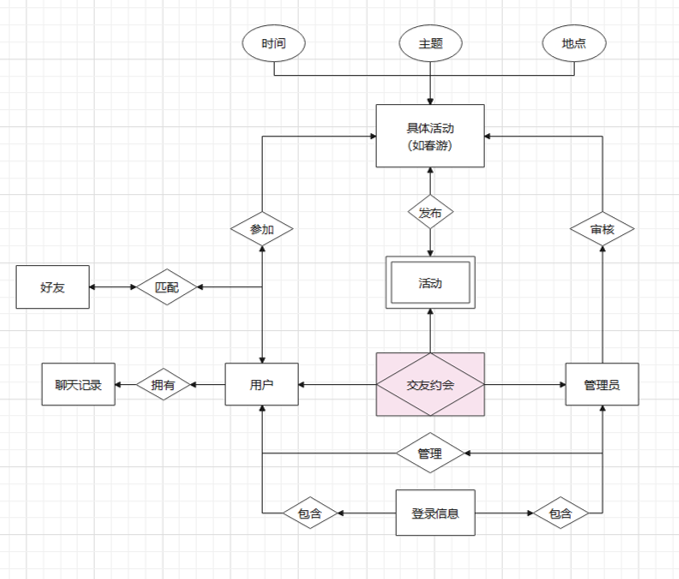 时间
主题
地点
具体活动
（如春游）
发布
参加
审核
好友
匹配
活动
聊天记录
拥有
用户
交友约会
管理员
管理
包含
登录信息
包含